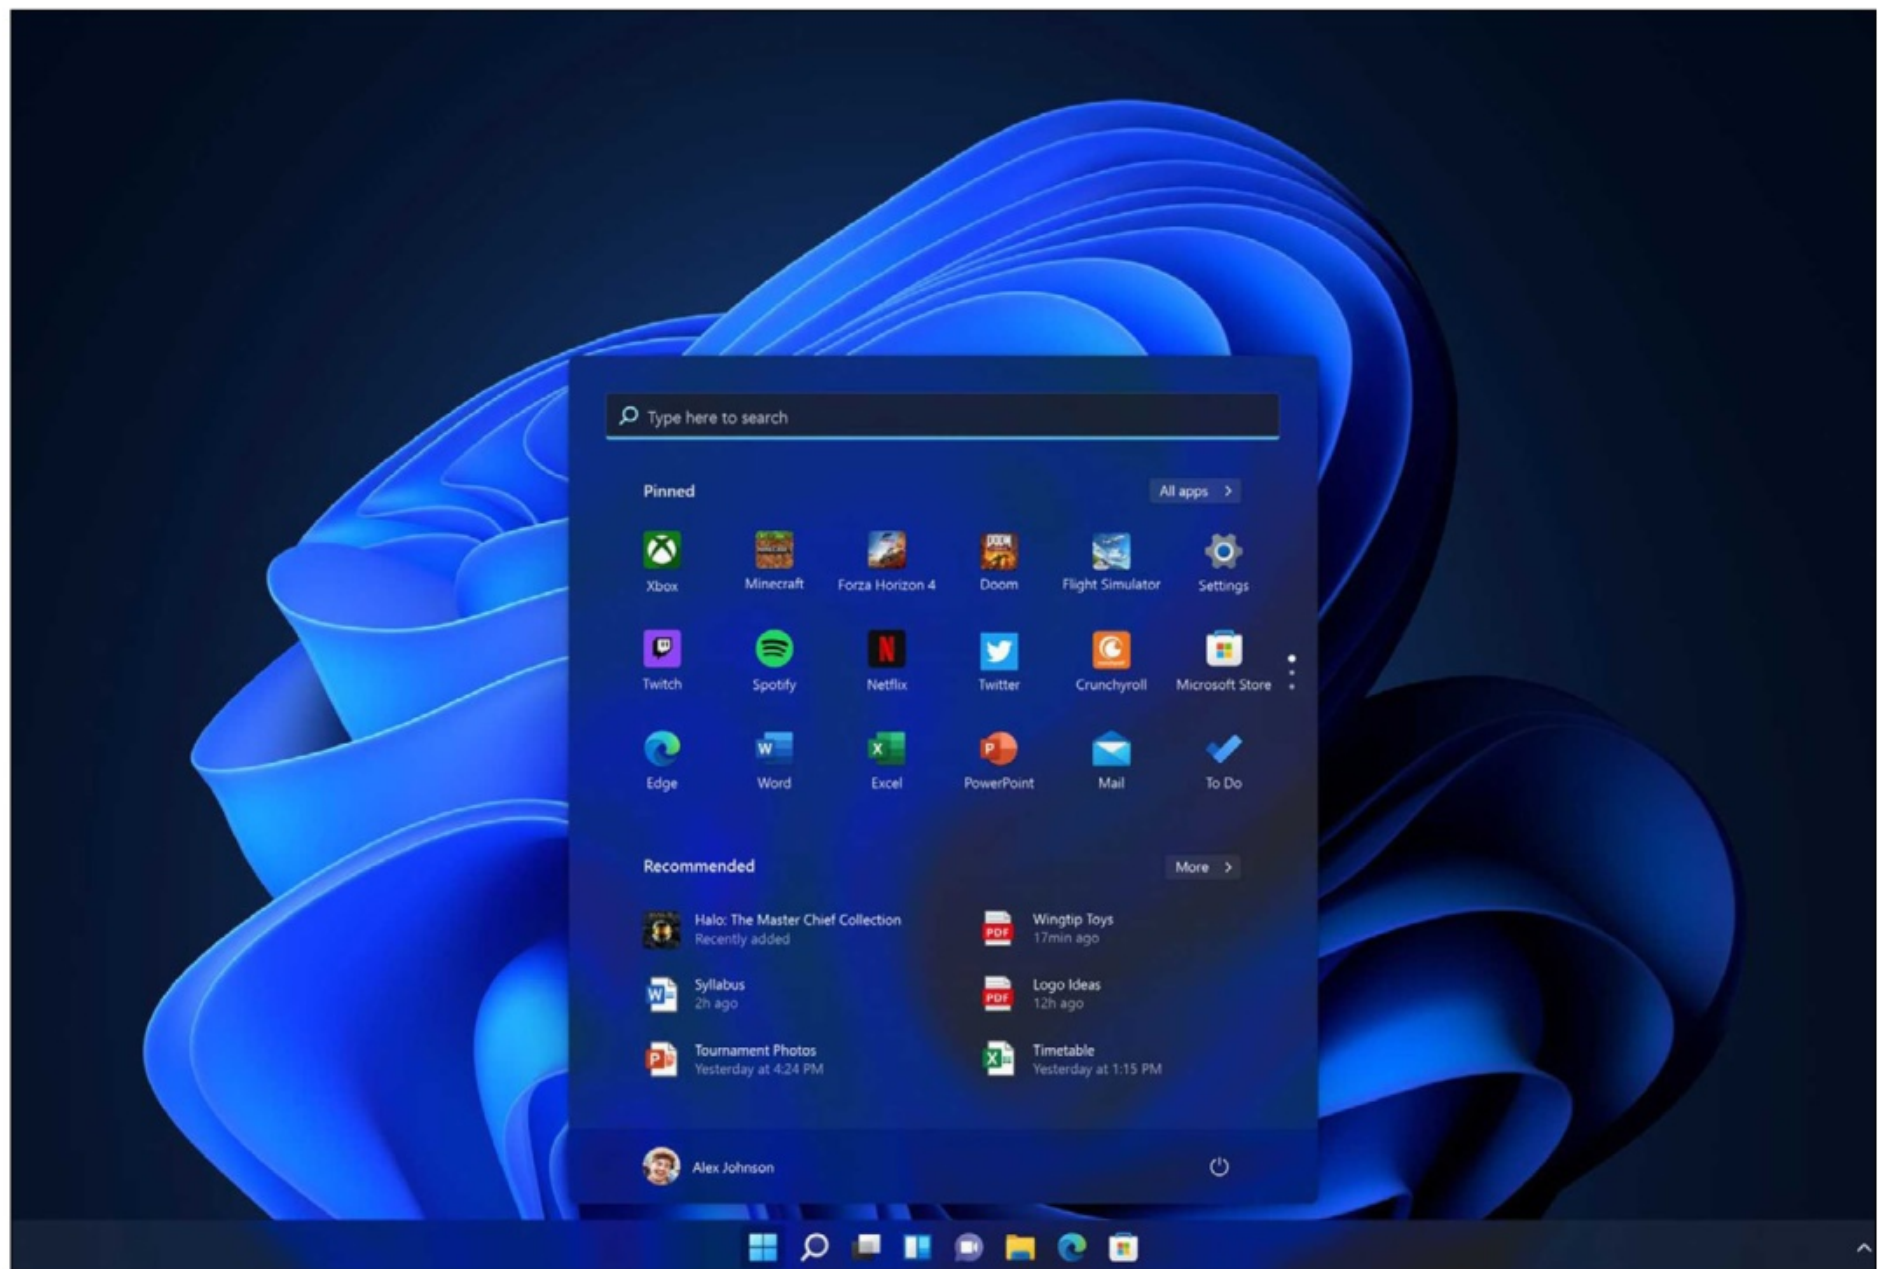 Type here to search
Pinned
All apps
Xbox
Minecraft
Forza Horizon 4
Doom
Flight Simulator
Settings
Twitch
Spotify
Netflix
Twitter
Crunchyroll
Microsoft Store
Edge
Word
Excel
PowerPoint
Mail
To Do
Recommended
More
Halo: The Master Chief Collection
Recently added
Wingtip Toys
17min ago
Syllabus
2h ago
Logo Ideas
12h ago
Tournament Photos
Yesterday at 4:24 PM
Timetable
Yesterday at 1:15 PM
Alex Johnson